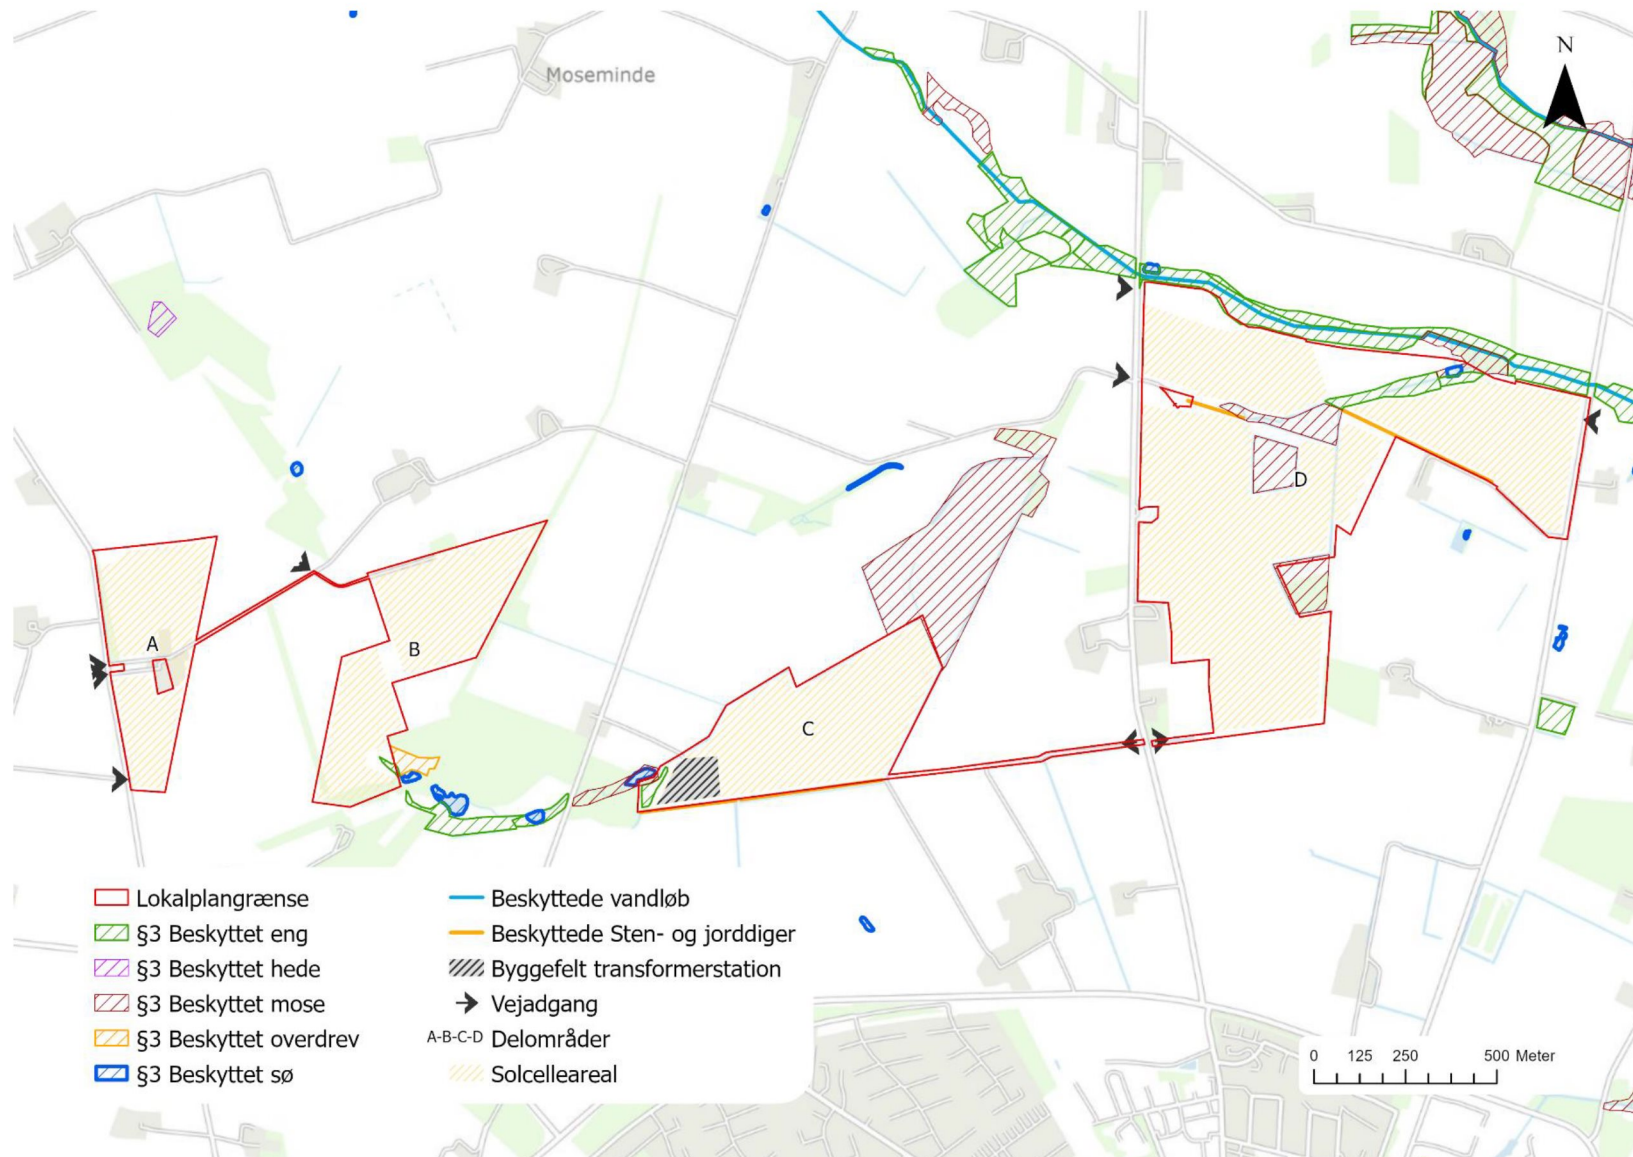 Moseminde
N
A
B
C
D
Lokalplangrænse
§3 Beskyttet eng
§3 Beskyttet hede
§3 Beskyttet mose
§3 Beskyttet overdrev
§3 Beskyttet sø
Beskyttede vandløb
Beskyttede Sten- og jorddiger
Byggefelt transformerstation
Vejadgang
A-B-C-D Delområder
Solcelleareal
0 125 250 500 Meter